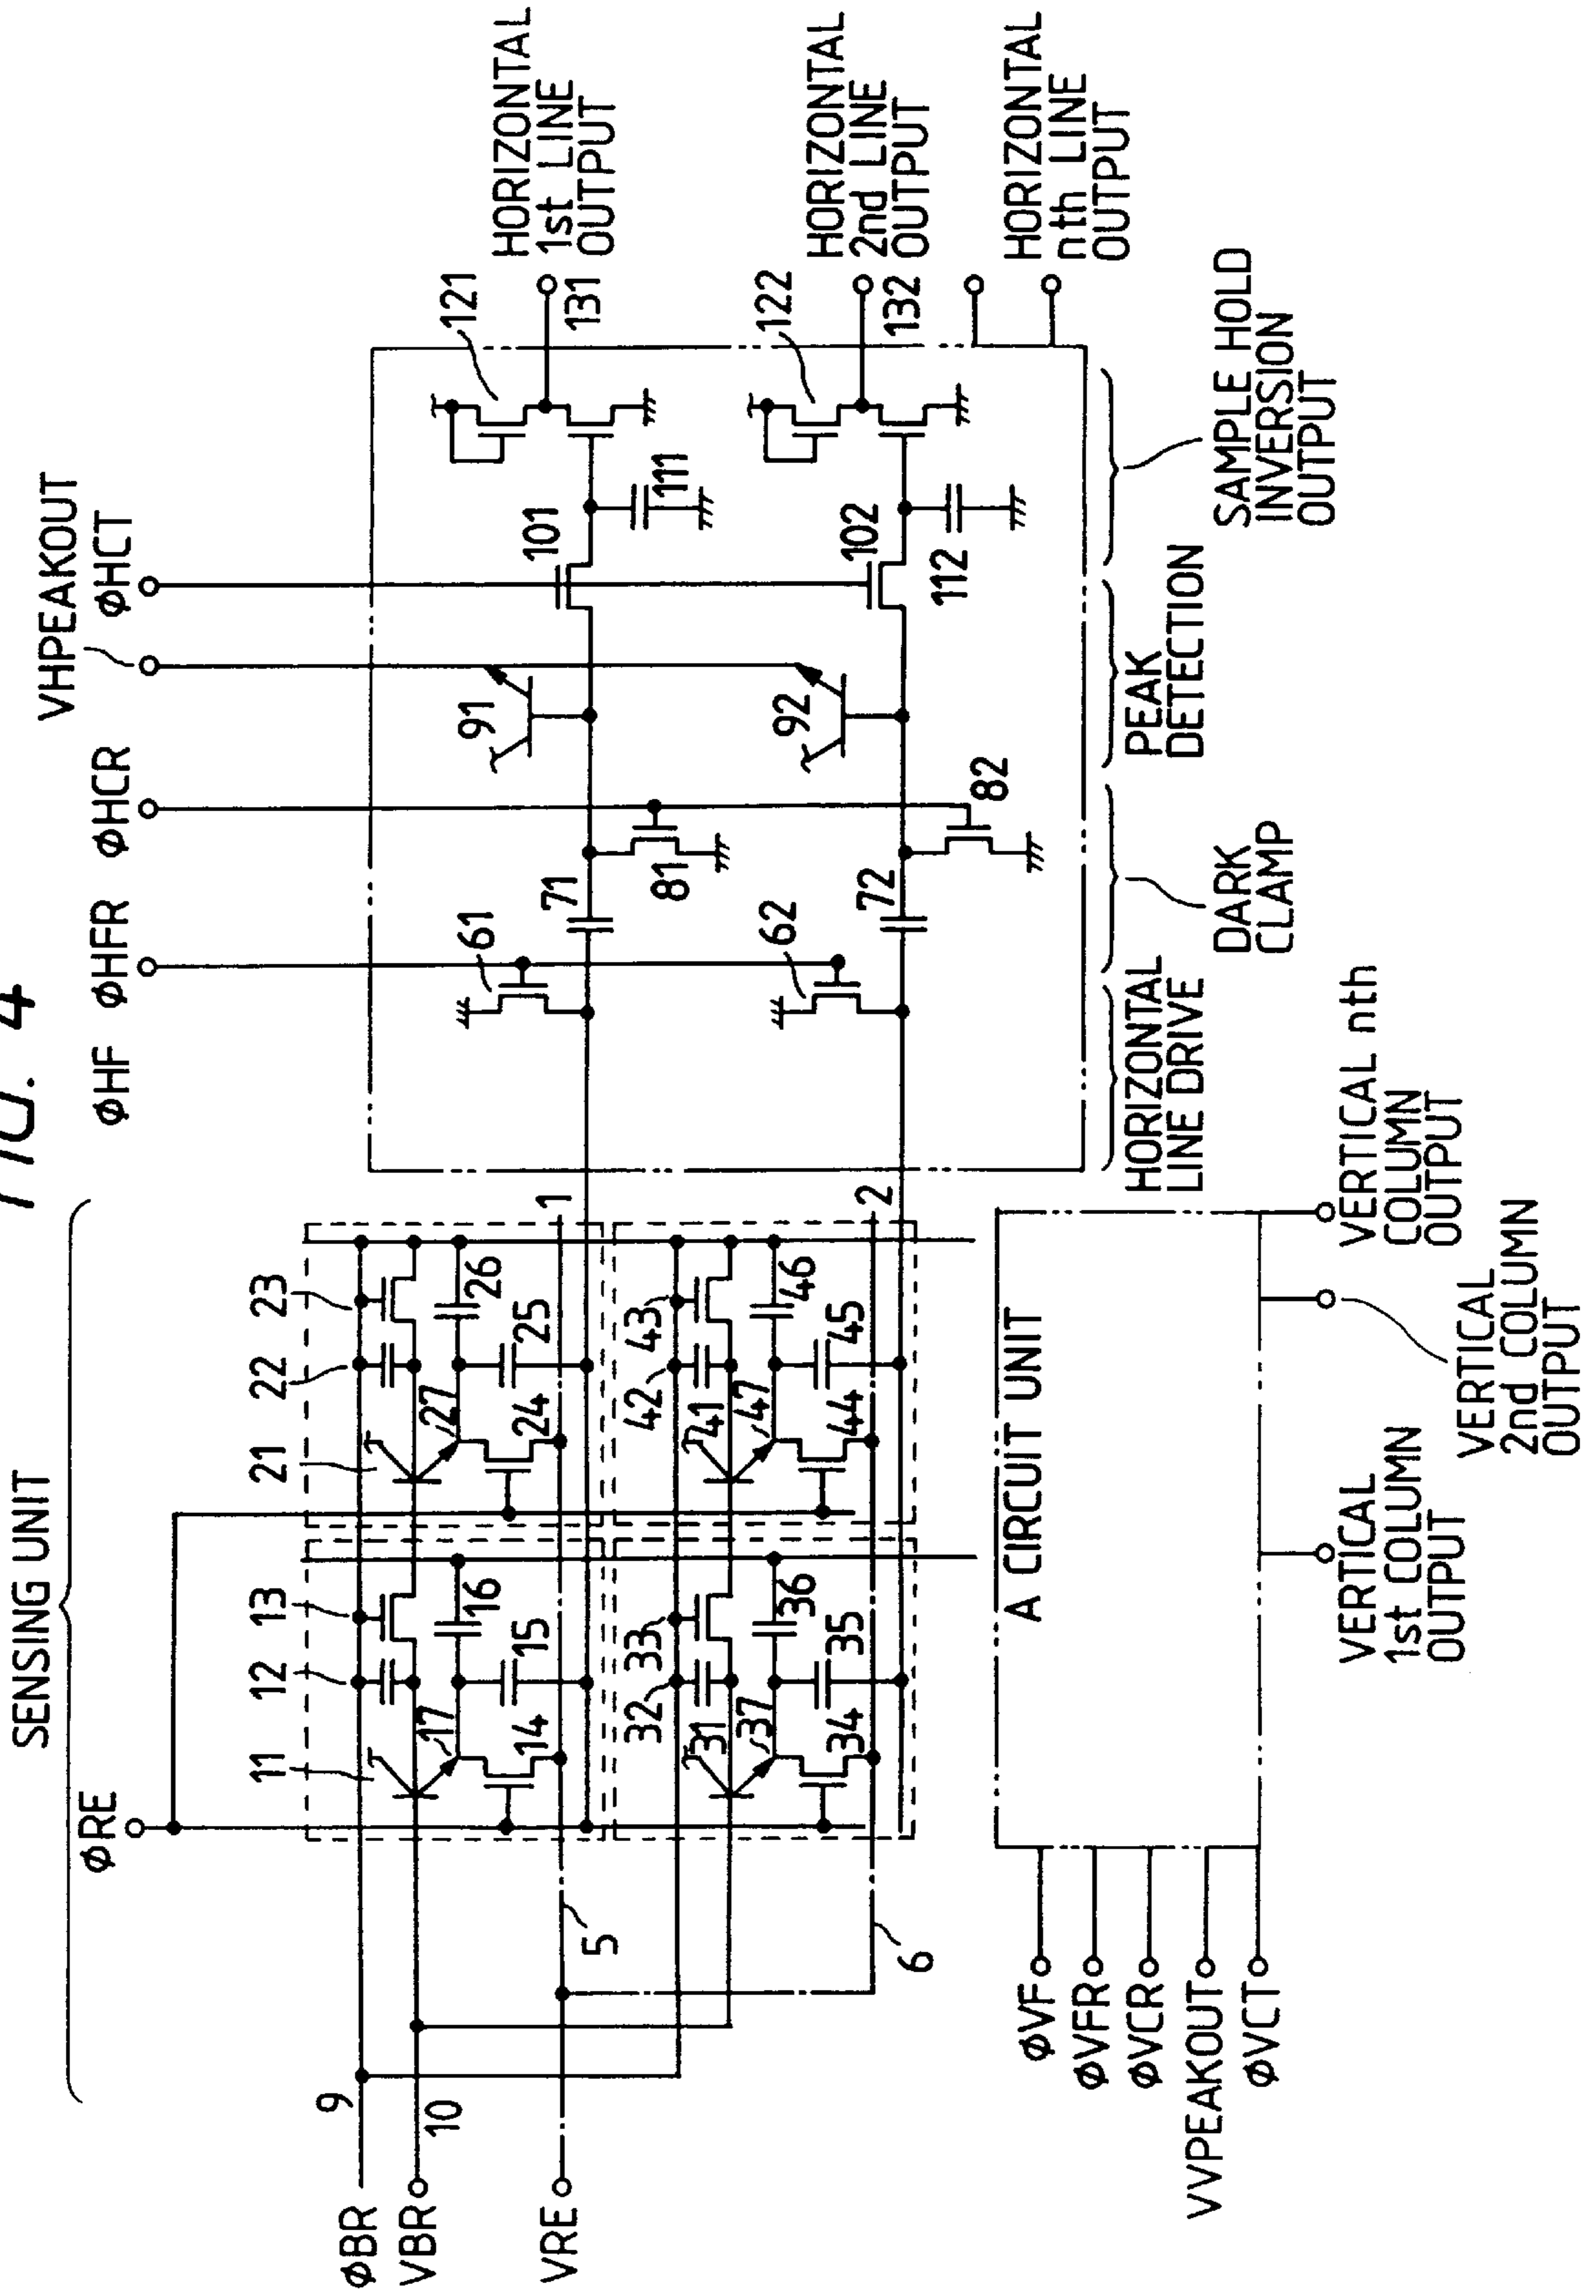 FIG. 4
SENSING UNIT
φRE
φHF
φHFR
φHCR
VHPEAKOUT
φHCT
φBR
9
VBR
10
VRE
5
6
11
12
13
21
22
23
17
16
27
26
14
15
24
25
1
32
33
42
43
31
37
36
41
47
46
34
35
44
45
2
61
71
81
91
101
111
121
131
HORIZONTAL
1st LINE
OUTPUT
62
72
82
92
102
112
122
132
HORIZONTAL
2nd LINE
OUTPUT
HORIZONTAL
nth LINE
OUTPUT
HORIZONTAL
LINE DRIVE
DARK
CLAMP
PEAK
DETECTION
SAMPLE HOLD
INVERSION
OUTPUT
A CIRCUIT UNIT
φVF
φVFR
φVCR
VVPEAKOUT
φVCT
VERTICAL
1st COLUMN
OUTPUT
VERTICAL
2nd COLUMN
OUTPUT
VERTICAL nth
COLUMN
OUTPUT